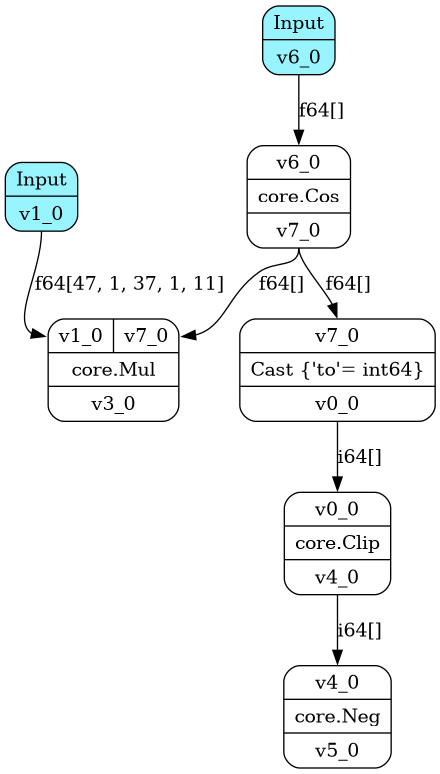 Input
v6_0
f64[]
v6_0
core.Cos
v7_0
Input
v1_0
f64[47, 1, 37, 1, 11]
f64[]
f64[]
v1_0 v7_0
core.Mul
v3_0
v7_0
Cast {'to'= int64}
v0_0
i64[]
v0_0
core.Clip
v4_0
i64[]
v4_0
core.Neg
v5_0